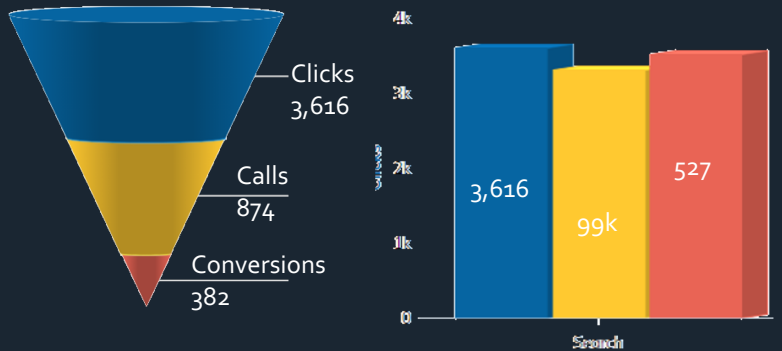 Clicks
3,616
Calls
874
Conversions
382
4k
3k
2k
1k
0
3,616
99k
527
Search